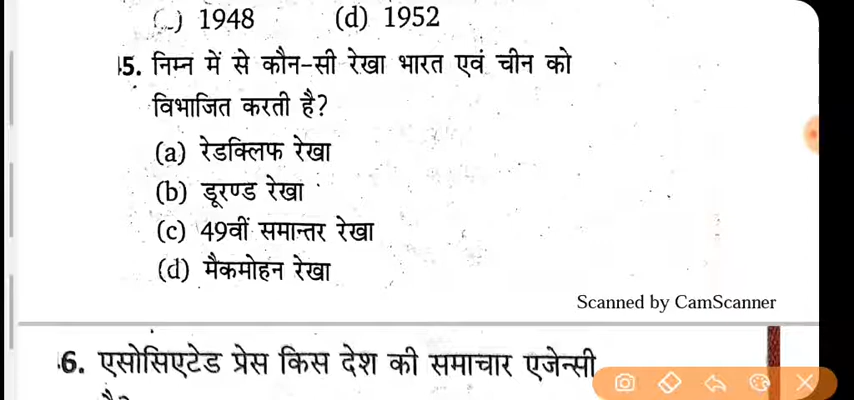 1948 (d) 1952
5. निम्न में से कौन-सी रेखा भारत एवं चीन को
विभाजित करती है?
(a) रेडक्लिफ रेखा
(b) डूरण्ड रेखा
(c) 49वीं समान्तर रेखा
(d) मैकमोहन रेखा
Scanned by CamScanner
6. एसोसिएटेड प्रेस किस देश की समाचार एजेन्सी